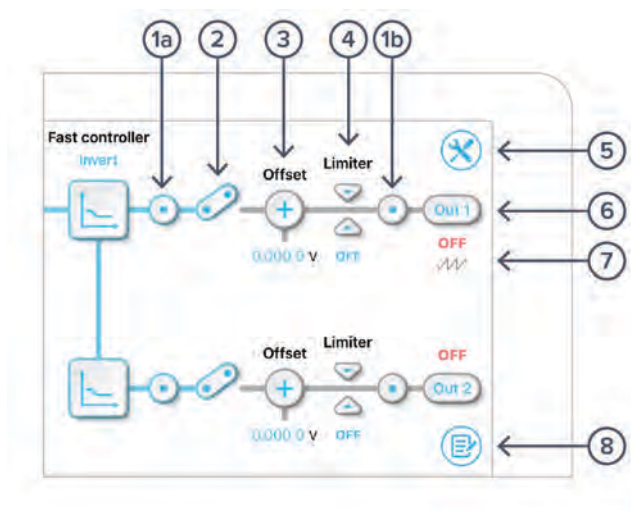 1a 2 3 4 1b
Fast controller
Invert
Offset
Limiter
5
Out 1
6
OFF
0.000 0 V
OFF
7
Offset
Limiter
OFF
Out 2
0.000 0 V
OFF
8